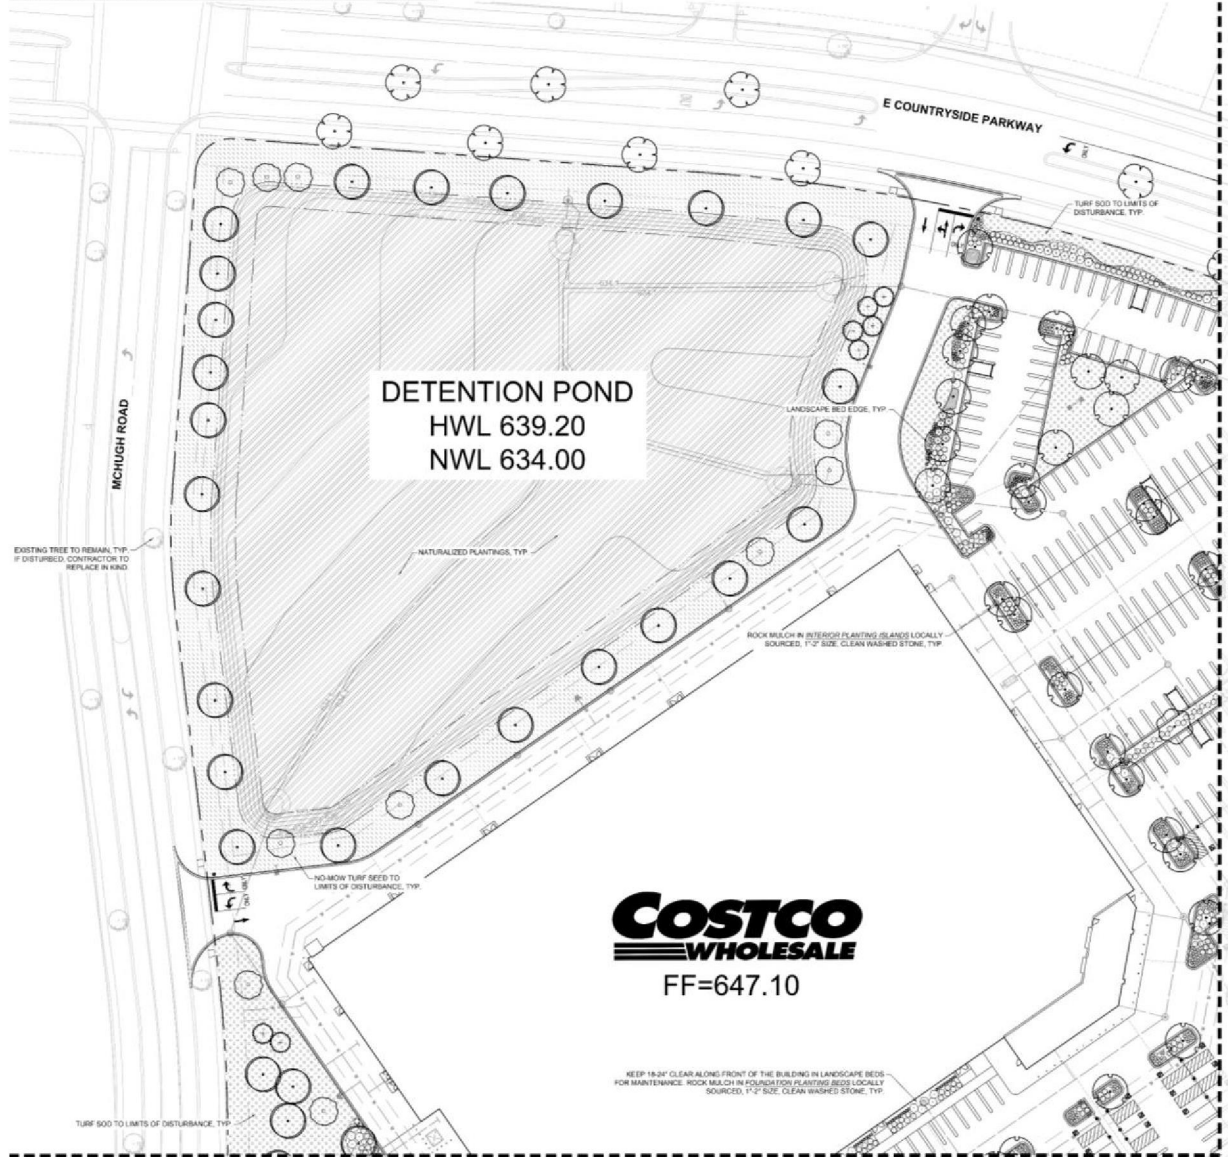 E COUNTRYSIDE PARKWAY
ONLY
TURF SOD TO LIMITS OF
DISTURBANCE, TYP.
DETENTION POND
HWL 639.20
NWL 634.00
LANDSCAPE BED EDGE, TYP
MCHUGH ROAD
EXISTING TREE TO REMAIN, TYP.
IF DISTURBED, CONTRACTOR TO
REPLACE IN KIND
NATURALIZED PLANTINGS, TYP
ROCK MULCH IN INTERIOR PLANTING ISLANDS LOCALLY
SOURCED, 1"-2" SIZE, CLEAN WASHED STONE, TYP
NO-MOW TURF SEED TO
LIMITS OF DISTURBANCE, TYP.
ONLY
ONLY
COSTCO
WHOLESALE
FF=647.10
KEEP 18-24" CLEAR ALONG FRONT OF THE BUILDING IN LANDSCAPE BEDS
FOR MAINTENANCE. ROCK MULCH IN FOUNDATION PLANTING BEDS LOCALLY
SOURCED, 1"-2" SIZE, CLEAN WASHED STONE, TYP.
TURF SOD TO LIMITS OF DISTURBANCE, TYP